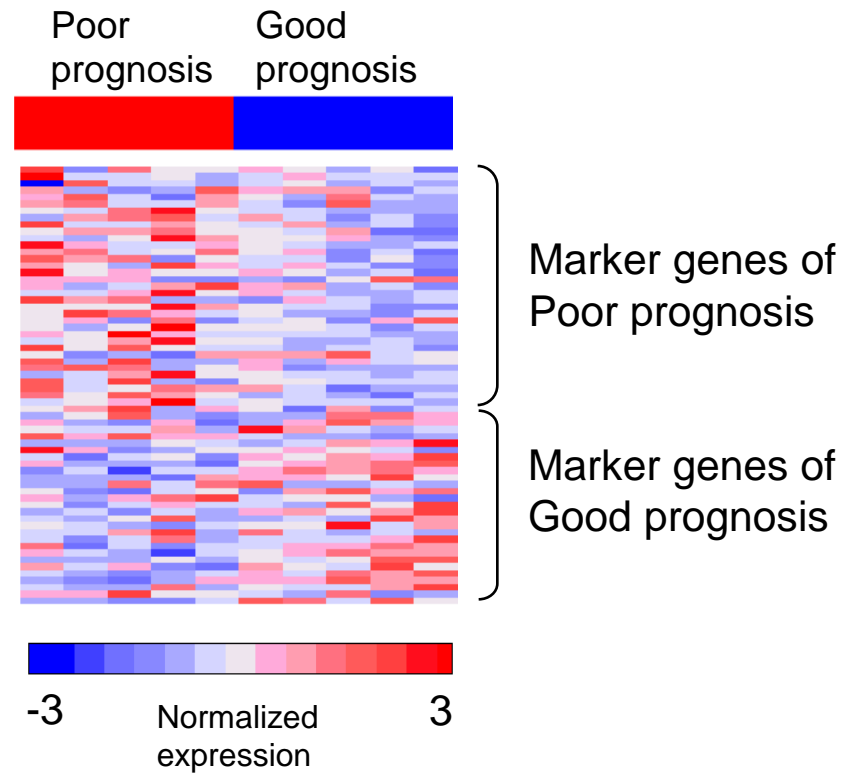 Poor
prognosis
Good
prognosis
Marker genes of
Poor prognosis
Marker genes of
Good prognosis
-3
Normalized
expression
3